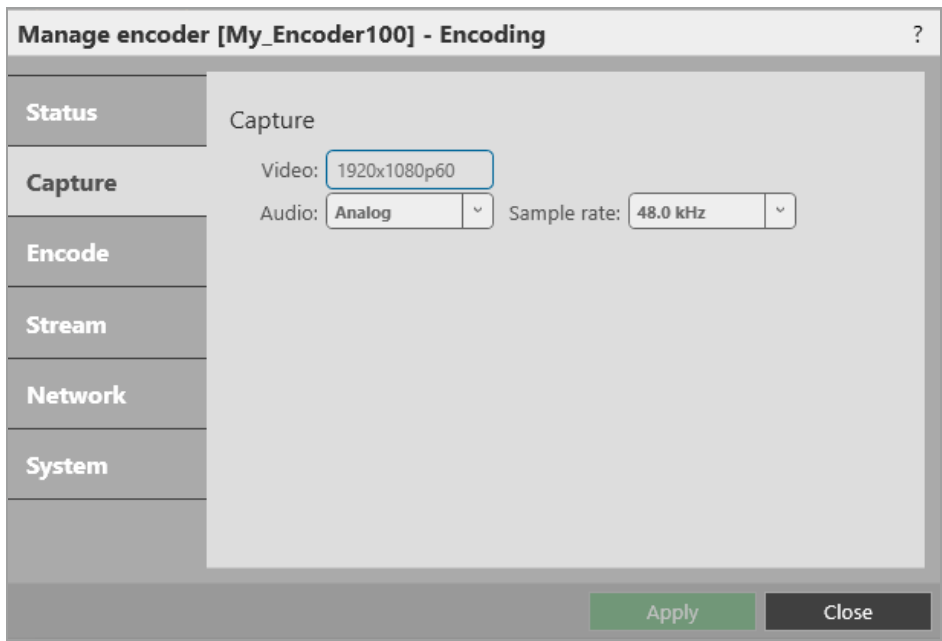 Manage encoder [My_Encoder100] - Encoding ?
Status
Capture
Encode
Stream
Network
System
Capture
Video: 1920x1080p60
Audio: Analog Sample rate: 48.0 kHz
Apply Close